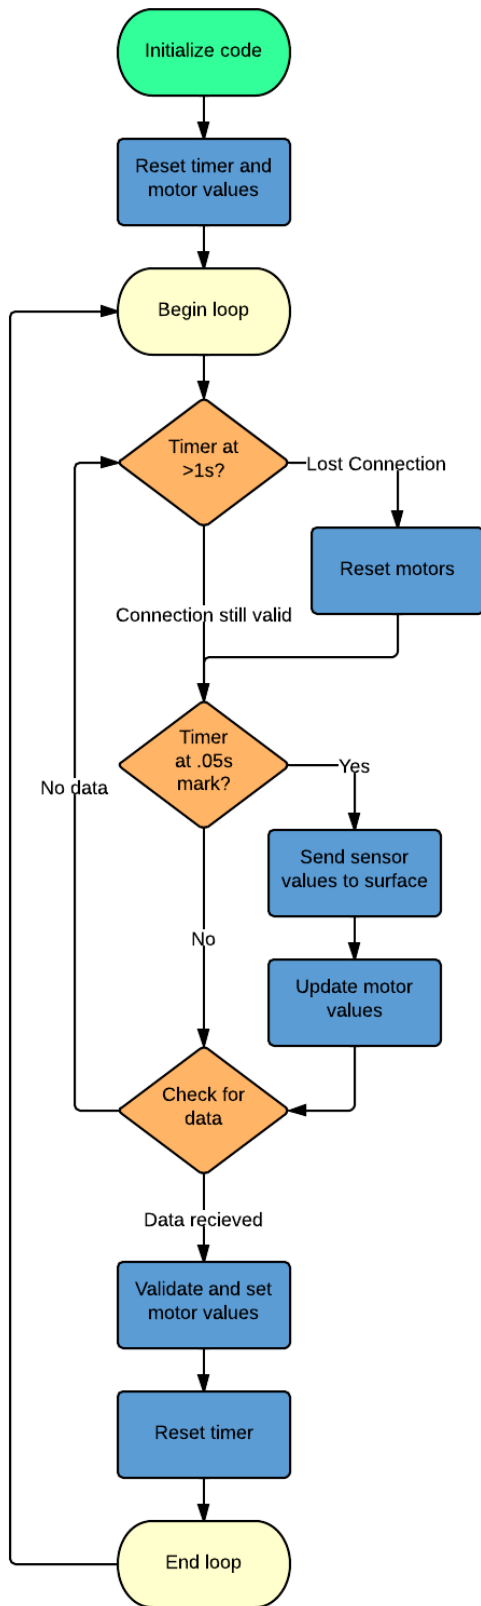 Initialize code
Reset timer and
motor values
Begin loop
Timer at
>1s?
Lost Connection
Reset motors
Connection still valid
Timer
at .05s
mark?
Yes
No data
Send sensor
values to surface
No
Update motor
values
Check for
data
Data recieved
Validate and set
motor values
Reset timer
End loop